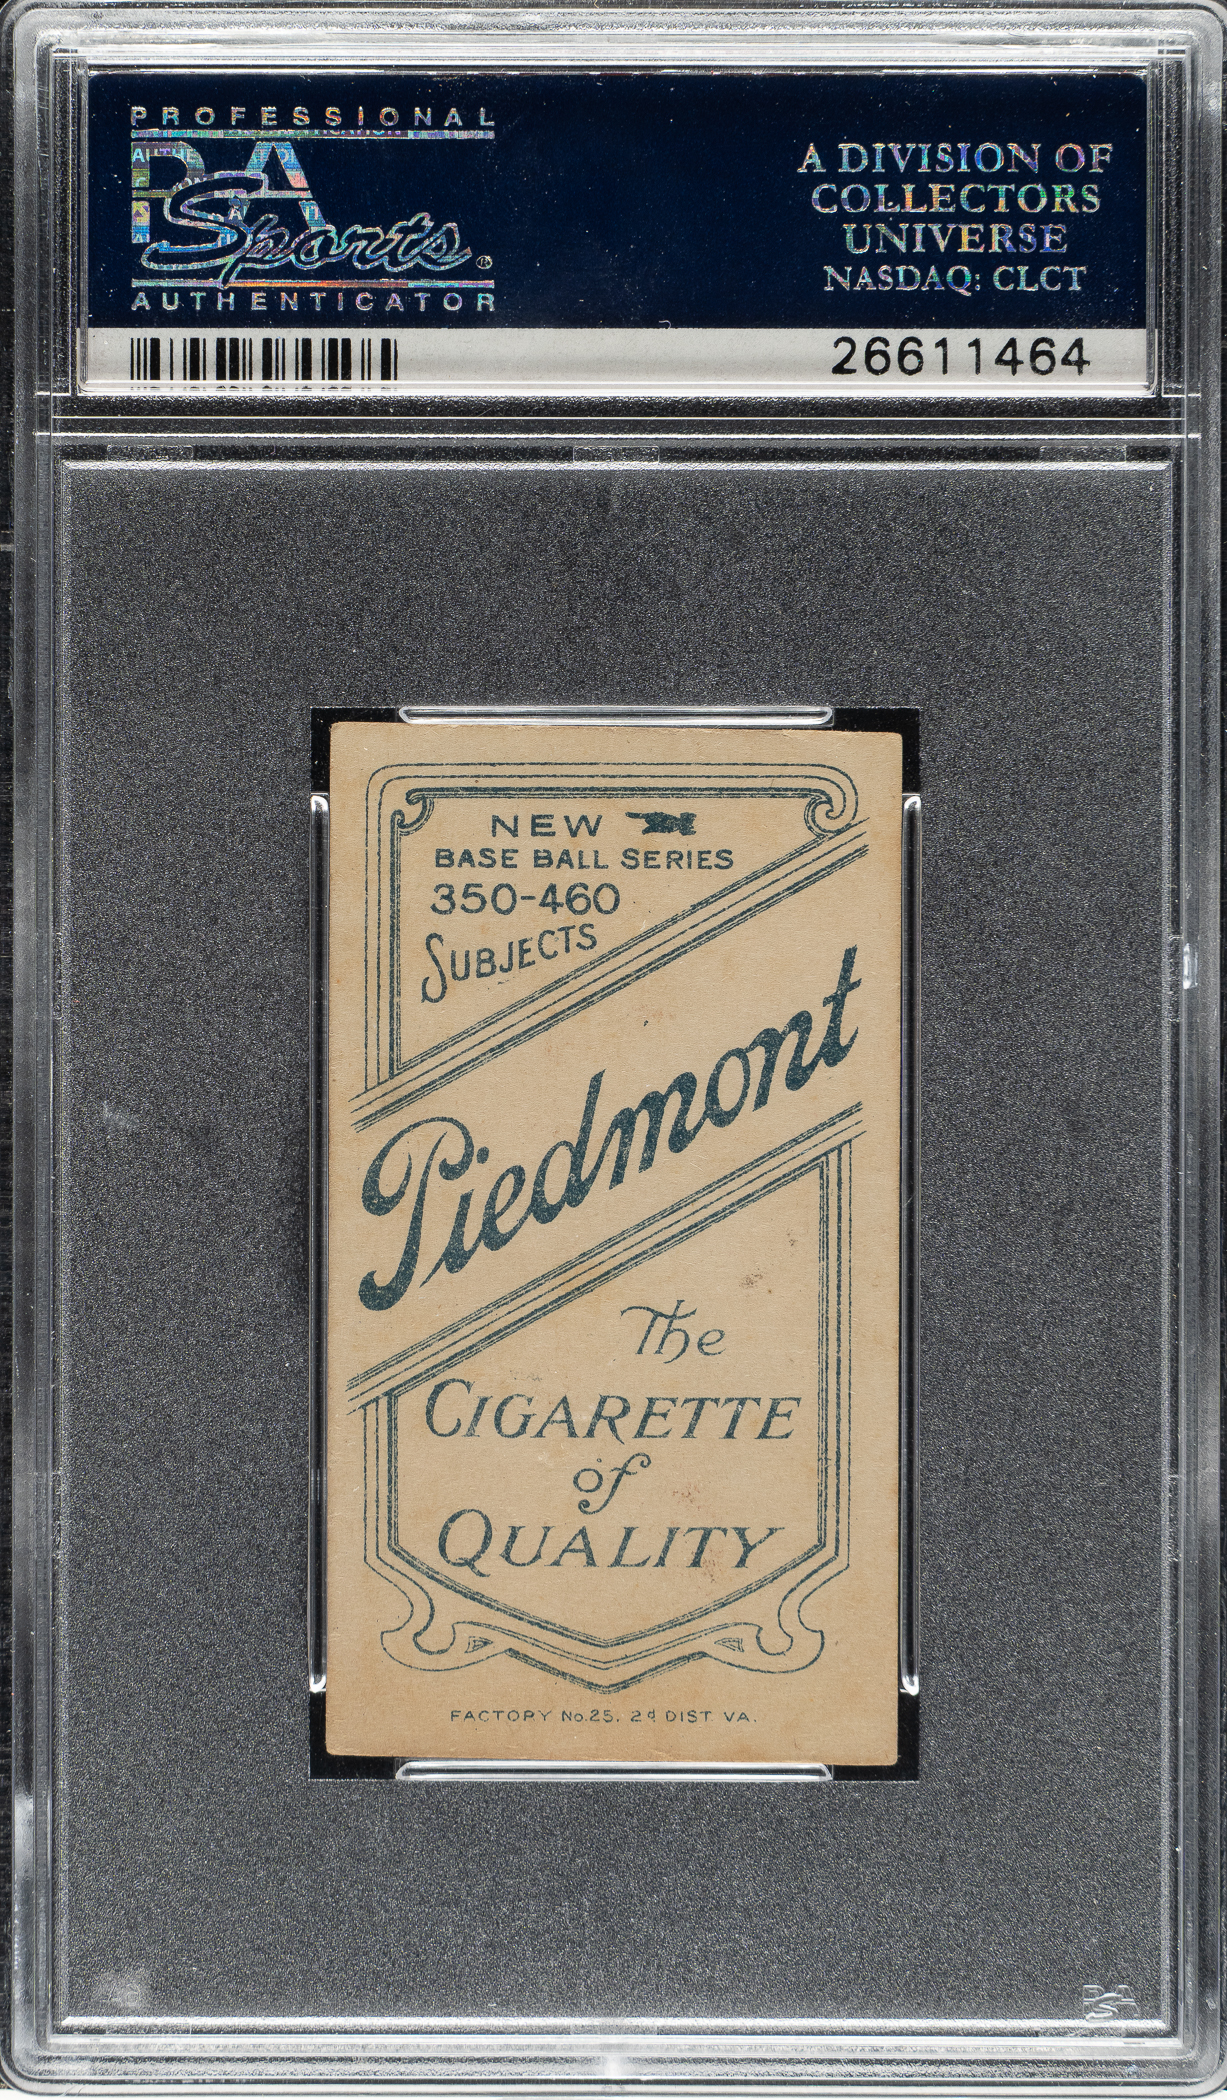 PROFESSIONAL
PSA
Sports®
AUTHENTICATOR
A DIVISION OF
COLLECTORS
UNIVERSE
NASDAQ: CLCT
26611464
NEW
BASE BALL SERIES
350-460
SUBJECTS
Piedmont
The
CIGARETTE
of
QUALITY
FACTORY No.25. 2d DIST. VA.
PSA